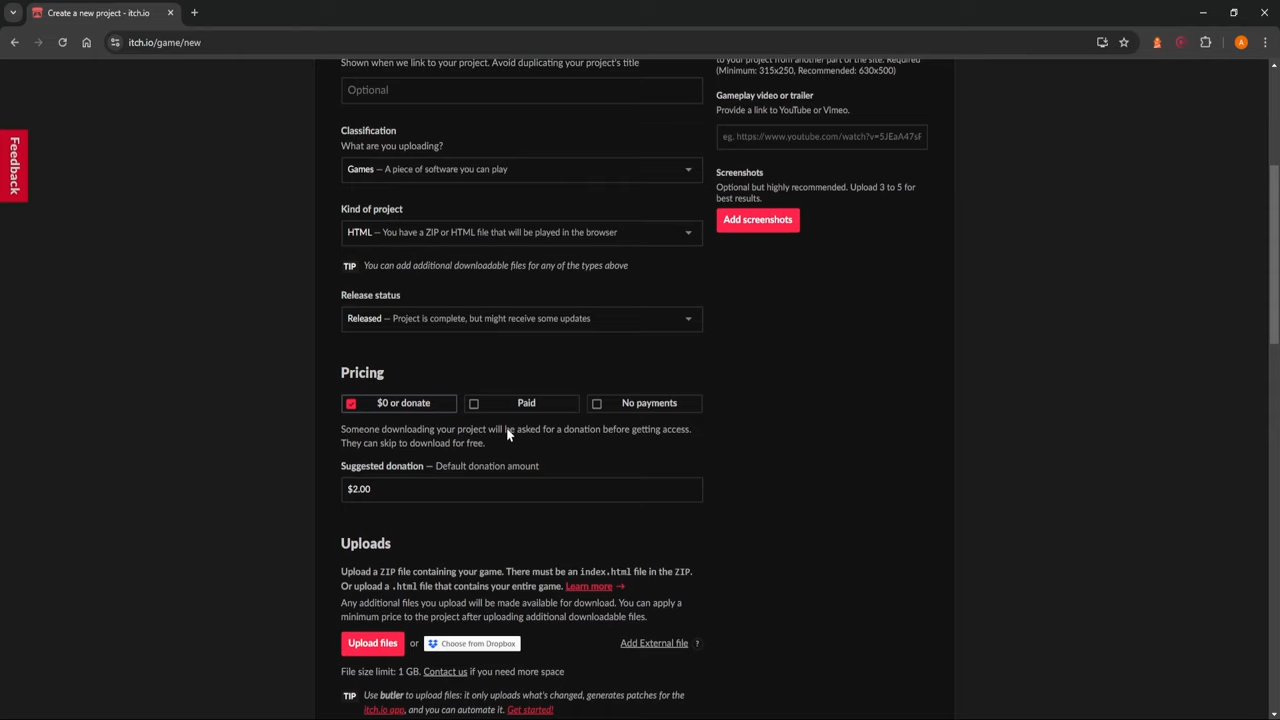 Create a new project - itch.io
itch.io/game/new
A
Feedback
Shown when we link to your project. Avoid duplicating your project's title
Optional
Classification
What are you uploading?
Games — A piece of software you can play
Kind of project
HTML — You have a ZIP or HTML file that will be played in the browser
TIP You can add additional downloadable files for any of the types above
Release status
Released — Project is complete, but might receive some updates
Pricing
$0 or donate
Paid
No payments
Someone downloading your project will be asked for a donation before getting access.
They can skip to download for free.
Suggested donation — Default donation amount
$2.00
Uploads
Upload a ZIP file containing your game. There must be an index.html file in the ZIP.
Or upload a .html file that contains your entire game. Learn more →
Any additional files you upload will be made available for download. You can apply a
minimum price to the project after uploading additional downloadable files.
Upload files or Choose from Dropbox Add External file ?
File size limit: 1 GB. Contact us if you need more space
TIP Use butler to upload files: it only uploads what's changed, generates patches for the
itch.io app, and you can automate it. Get started!
to your project from another part of the site. Required
(Minimum: 315x250, Recommended: 630x500)
Gameplay video or trailer
Provide a link to YouTube or Vimeo.
eg. https://www.youtube.com/watch?v=5JEaA47sF
Screenshots
Optional but highly recommended. Upload 3 to 5 for
best results.
Add screenshots